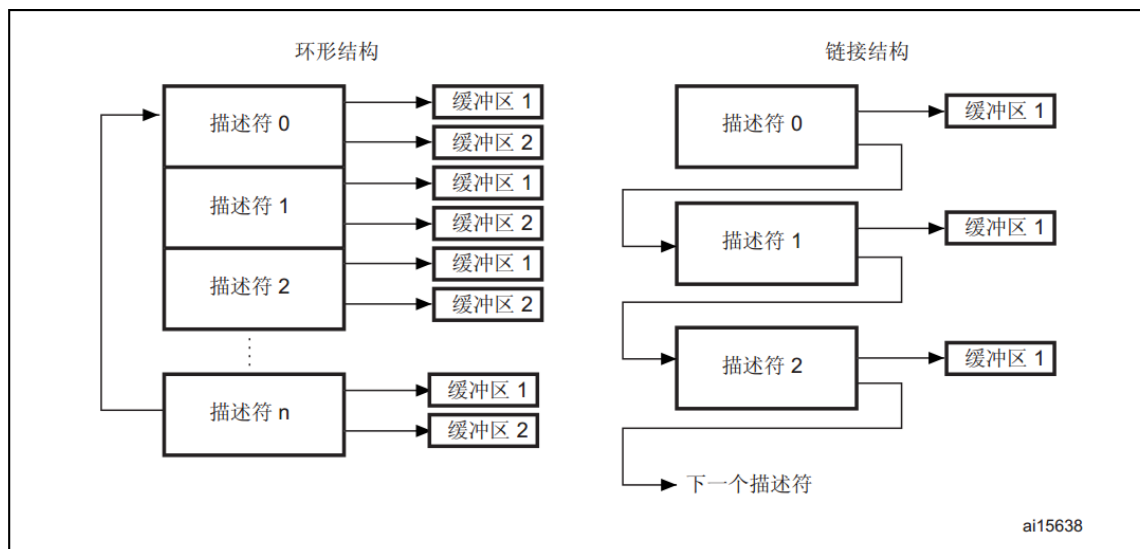 环形结构
描述符 0
缓冲区 1
缓冲区 2
描述符 1
缓冲区 1
缓冲区 2
描述符 2
缓冲区 1
缓冲区 2
描述符 n
缓冲区 1
缓冲区 2
链接结构
描述符 0
缓冲区 1
描述符 1
缓冲区 1
描述符 2
缓冲区 1
下一个描述符
ai15638